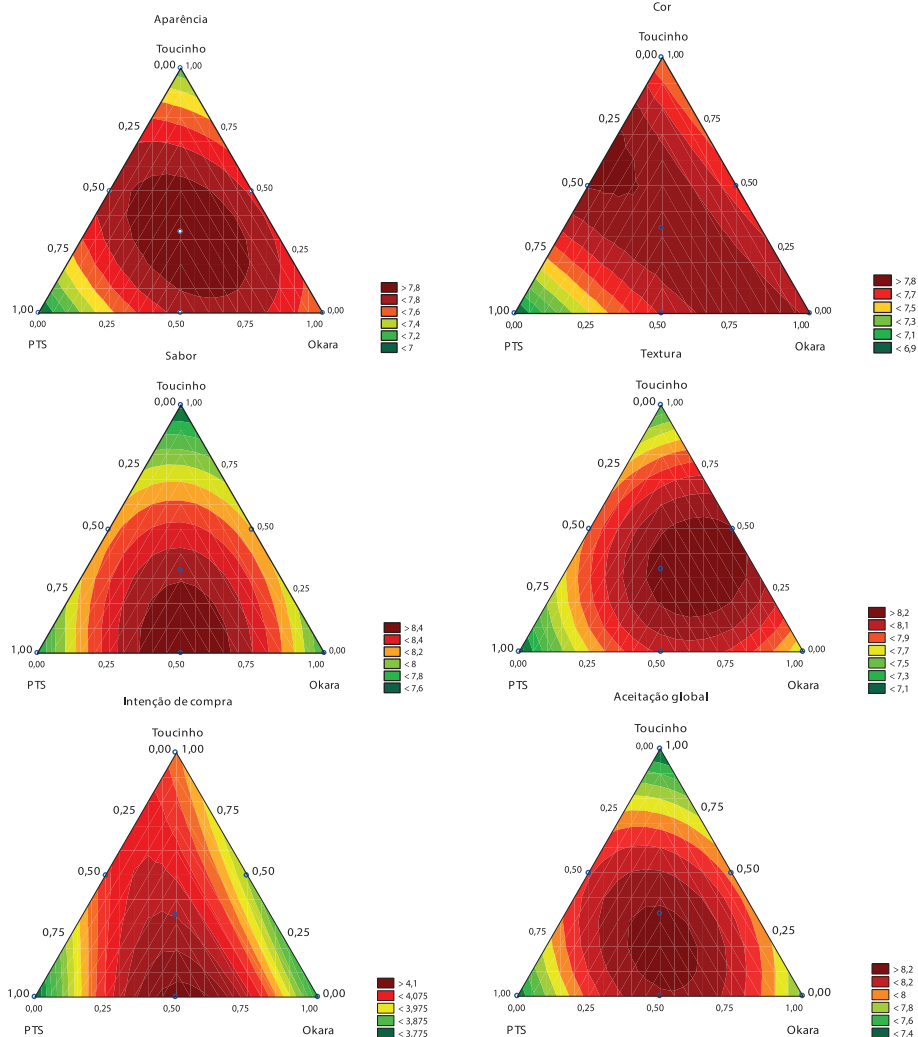 Aparência
Toucinho
0,00 1,00
0,25 0,75
0,50 0,50
0,75 0,25
1,00 0,00
0,00 0,25 0,50 0,75 1,00
PTS Okara
> 7,8
< 7,8
< 7,6
< 7,4
< 7,2
< 7
Cor
Toucinho
0,00 1,00
0,25 0,75
0,50 0,50
0,75 0,25
1,00 0,00
0,00 0,25 0,50 0,75 1,00
PTS Okara
> 7,8
< 7,7
< 7,5
< 7,3
< 7,1
< 6,9
Sabor
Toucinho
0,00 1,00
0,25 0,75
0,50 0,50
0,75 0,25
1,00 0,00
0,00 0,25 0,50 0,75 1,00
PTS Okara
> 8,4
< 8,4
< 8,2
< 8
< 7,8
< 7,6
Textura
Toucinho
0,00 1,00
0,25 0,75
0,50 0,50
0,75 0,25
1,00 0,00
0,00 0,25 0,50 0,75 1,00
PTS Okara
> 8,2
< 8,1
< 7,9
< 7,7
< 7,5
< 7,3
< 7,1
Intenção de compra
Toucinho
0,00 1,00
0,25 0,75
0,50 0,50
0,75 0,25
1,00 0,00
0,00 0,25 0,50 0,75 1,00
PTS Okara
> 4,1
< 4,075
< 3,975
< 3,875
< 3.775
Aceitação global
Toucinho
0,00 1,00
0,25 0,75
0,50 0,50
0,75 0,25
1,00 0,00
0,00 0,25 0,50 0,75 1,00
PTS Okara
> 8,2
< 8,2
< 8
< 7,8
< 7,6
< 7.4